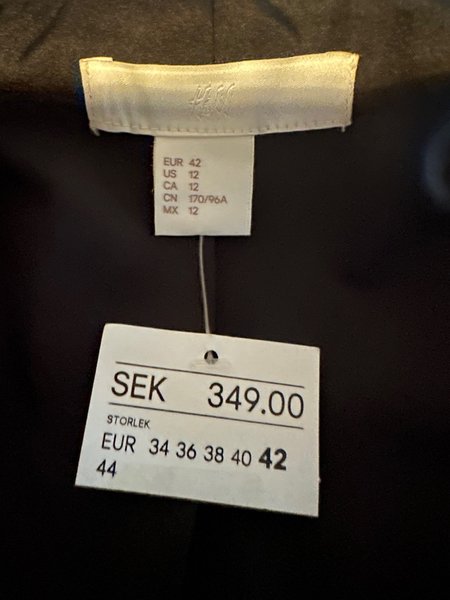 EUR 42
US 12
CA 12
CN 170/96A
MX 12
SEK 349.00
STORLEK
EUR 34 36 38 40 42
44